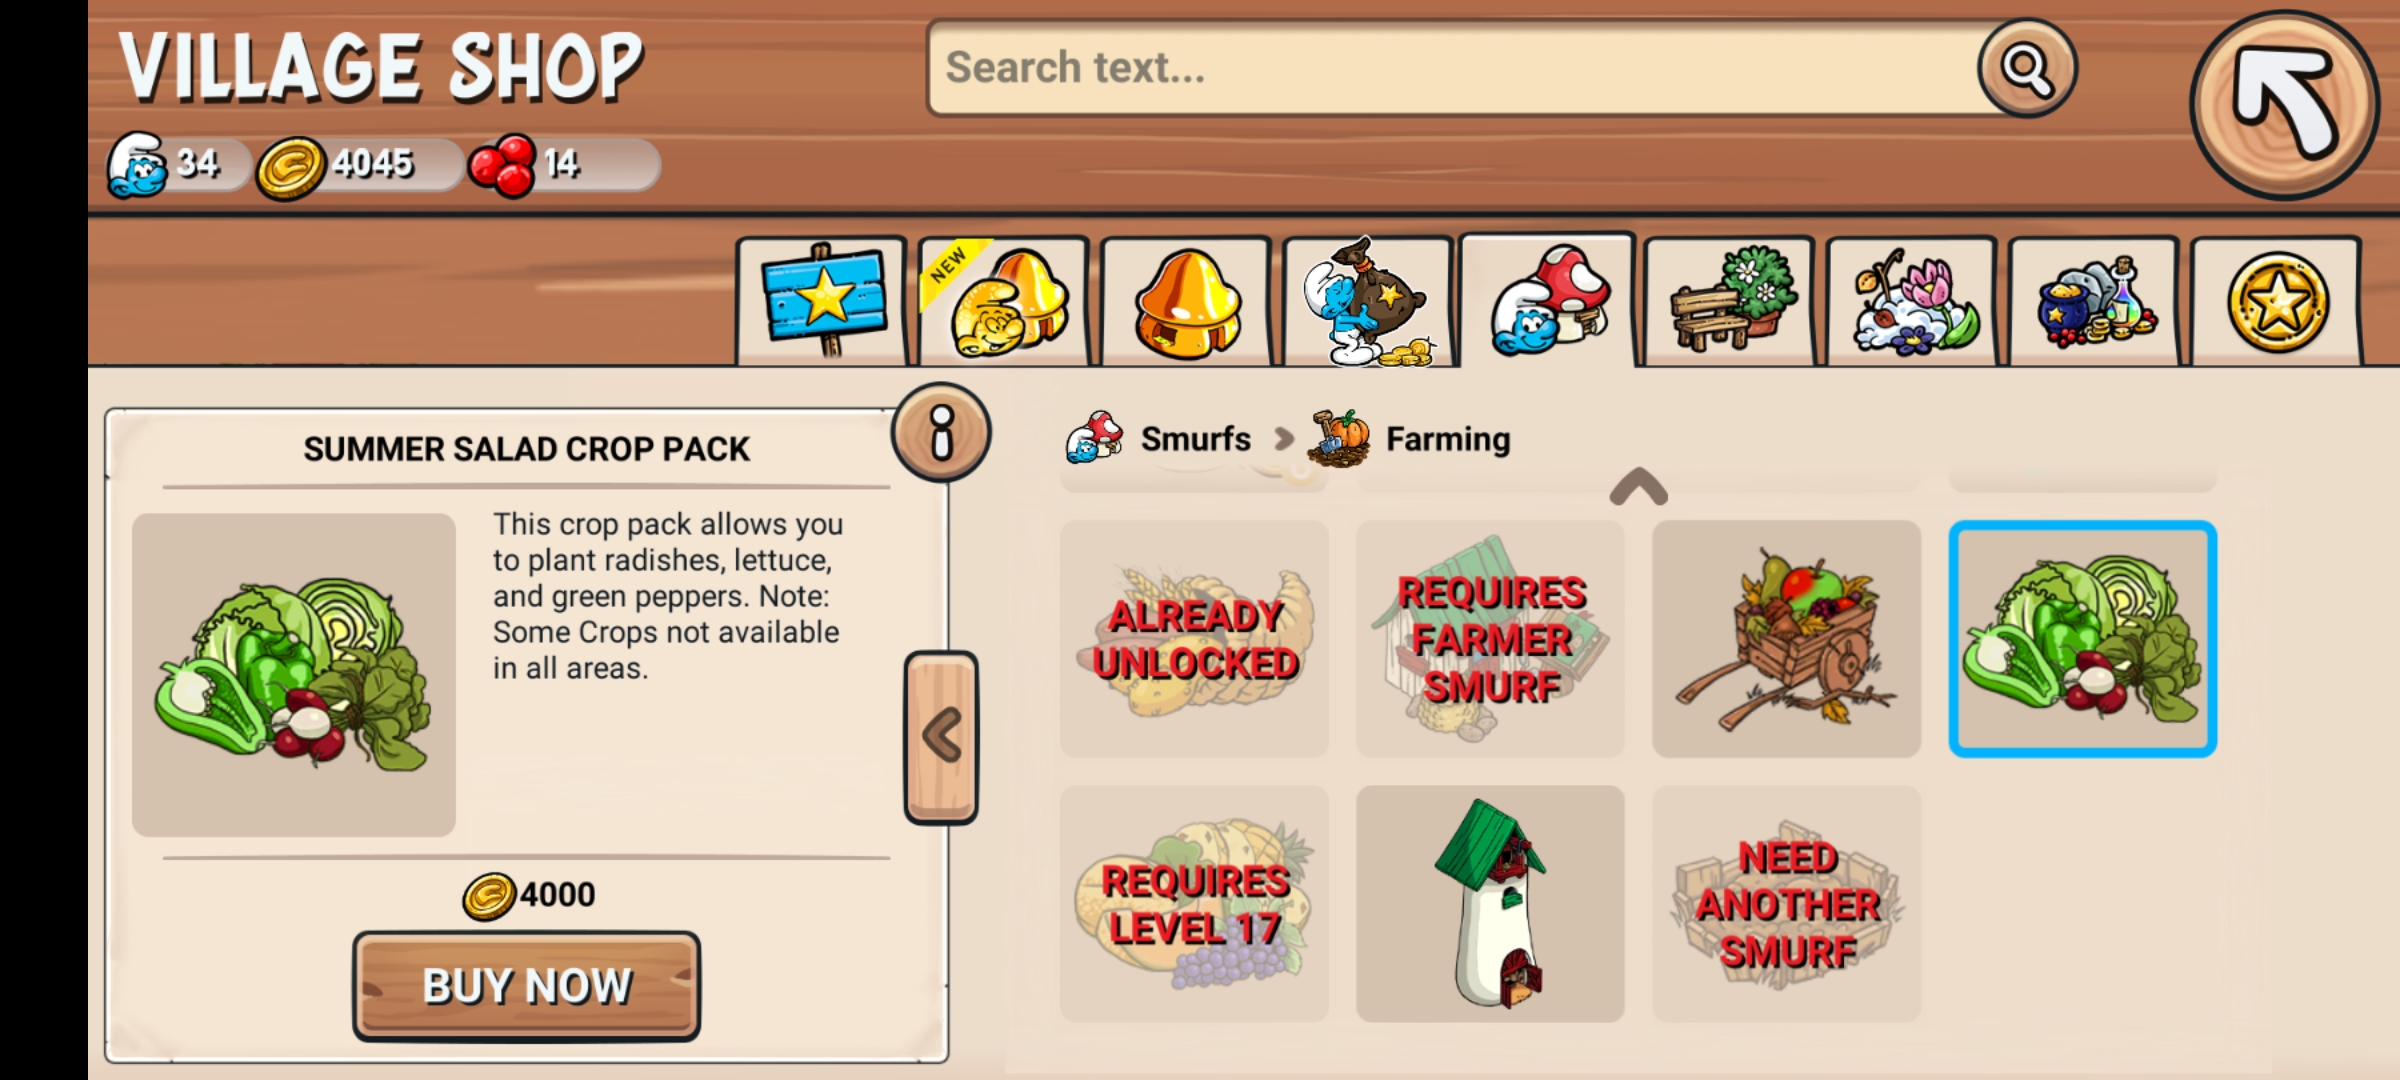 VILLAGE SHOP
Search text...
34
4045
14
NEW
SUMMER SALAD CROP PACK
This crop pack allows you
to plant radishes, lettuce,
and green peppers. Note:
Some Crops not available
in all areas.
4000
BUY NOW
Smurfs
Farming
ALREADY
UNLOCKED
REQUIRES
FARMER
SMURF
REQUIRES
LEVEL 17
NEED
ANOTHER
SMURF